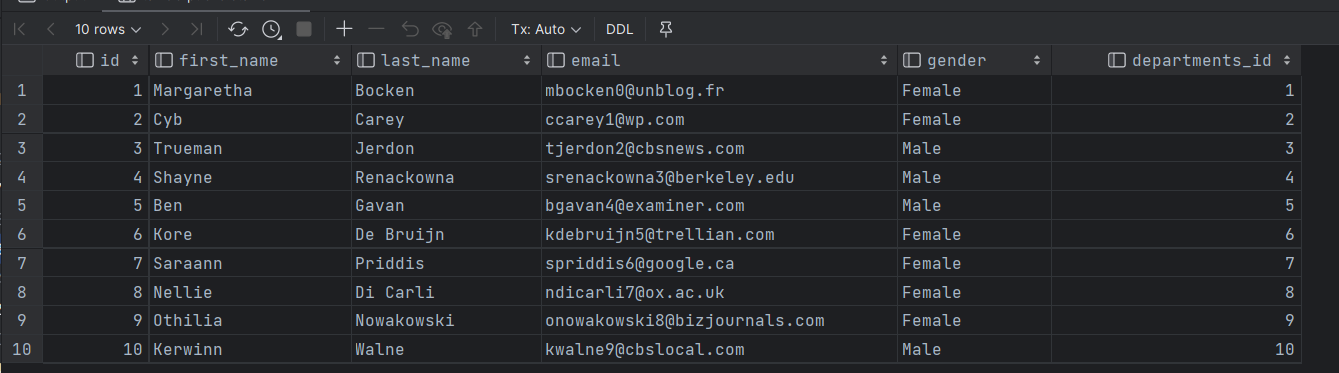 10 rows Tx: Auto DDL
id first_name last_name email gender departments_id
1 1 Margaretha Bocken mbocken0@unblog.fr Female 1
2 2 Cyb Carey ccarey1@wp.com Female 2
3 3 Trueman Jerdon tjerdon2@cbsnews.com Male 3
4 4 Shayne Renackowna srenackowna3@berkeley.edu Male 4
5 5 Ben Gavan bgavan4@examiner.com Male 5
6 6 Kore De Bruijn kdebruijn5@trellian.com Female 6
7 7 Saraann Priddis spriddis6@google.ca Female 7
8 8 Nellie Di Carli ndicarli7@ox.ac.uk Female 8
9 9 Othilia Nowakowski onowakowski8@bizjournals.com Female 9
10 10 Kerwinn Walne kwalne9@cbslocal.com Male 10